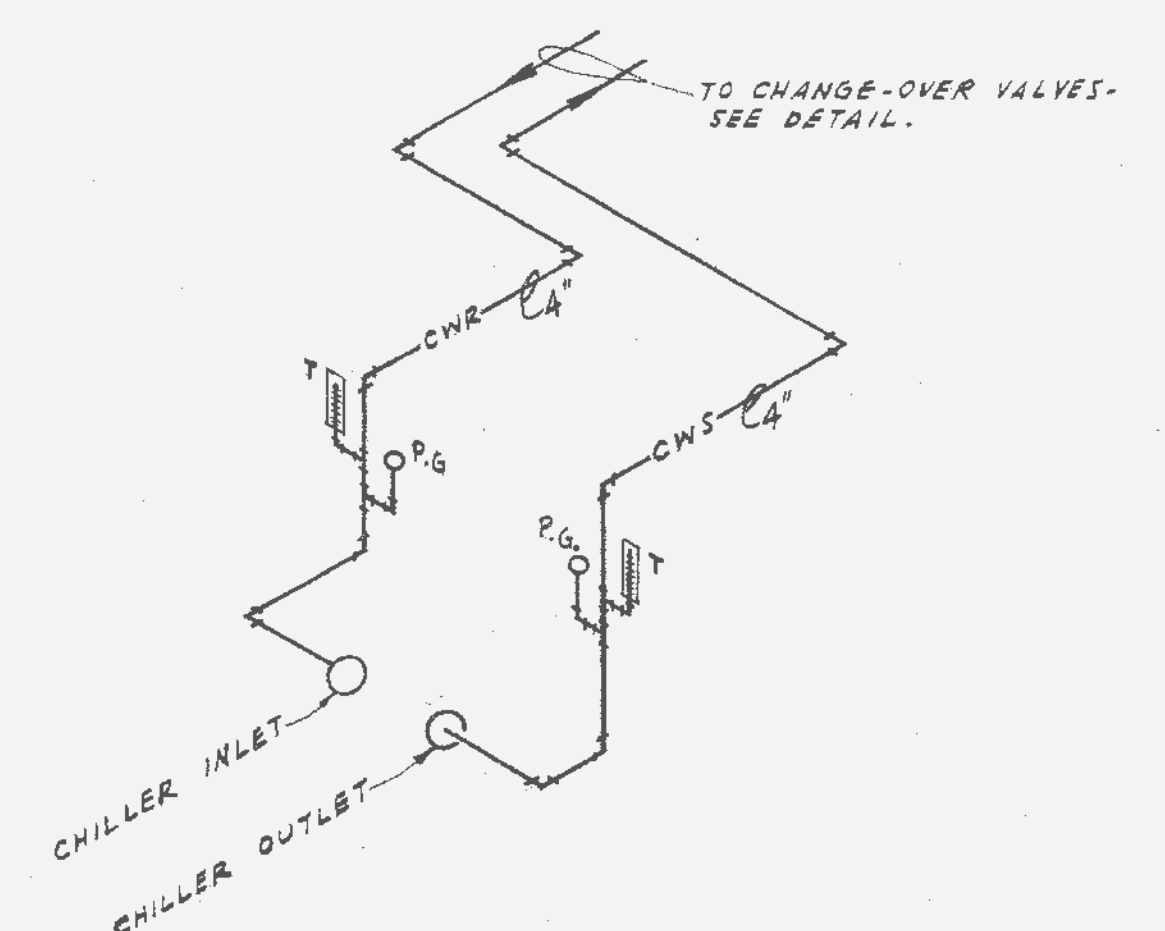 TO CHANGE-OVER VALVES-
SEE DETAIL.
4"
CWR
T
P.G
4"
CWS
P.G.
T
CHILLER INLET
CHILLER OUTLET